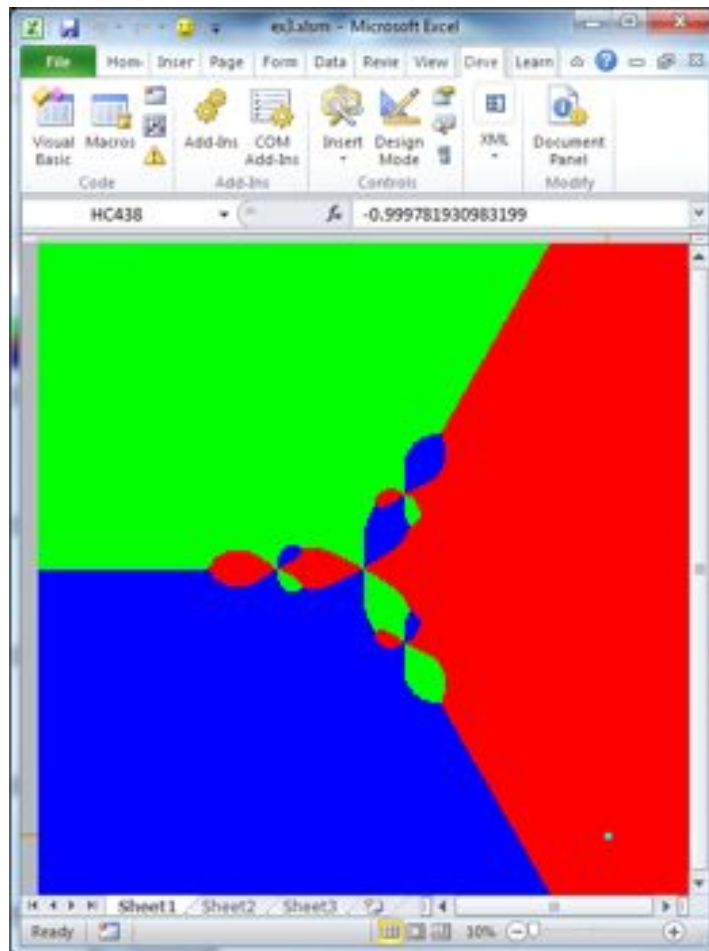 ex3.xlsm - Microsoft Excel
File Hom Inser Page Form Data Revie View Deve Learn
Visual Basic
Macros
Code
Add-Ins
COM Add-Ins
Add-Ins
Insert
Design Mode
Controls
XML
Document Panel
Modify
HC438 fx -0.999781930983199
Sheet1 Sheet2 Sheet3
Ready 10%